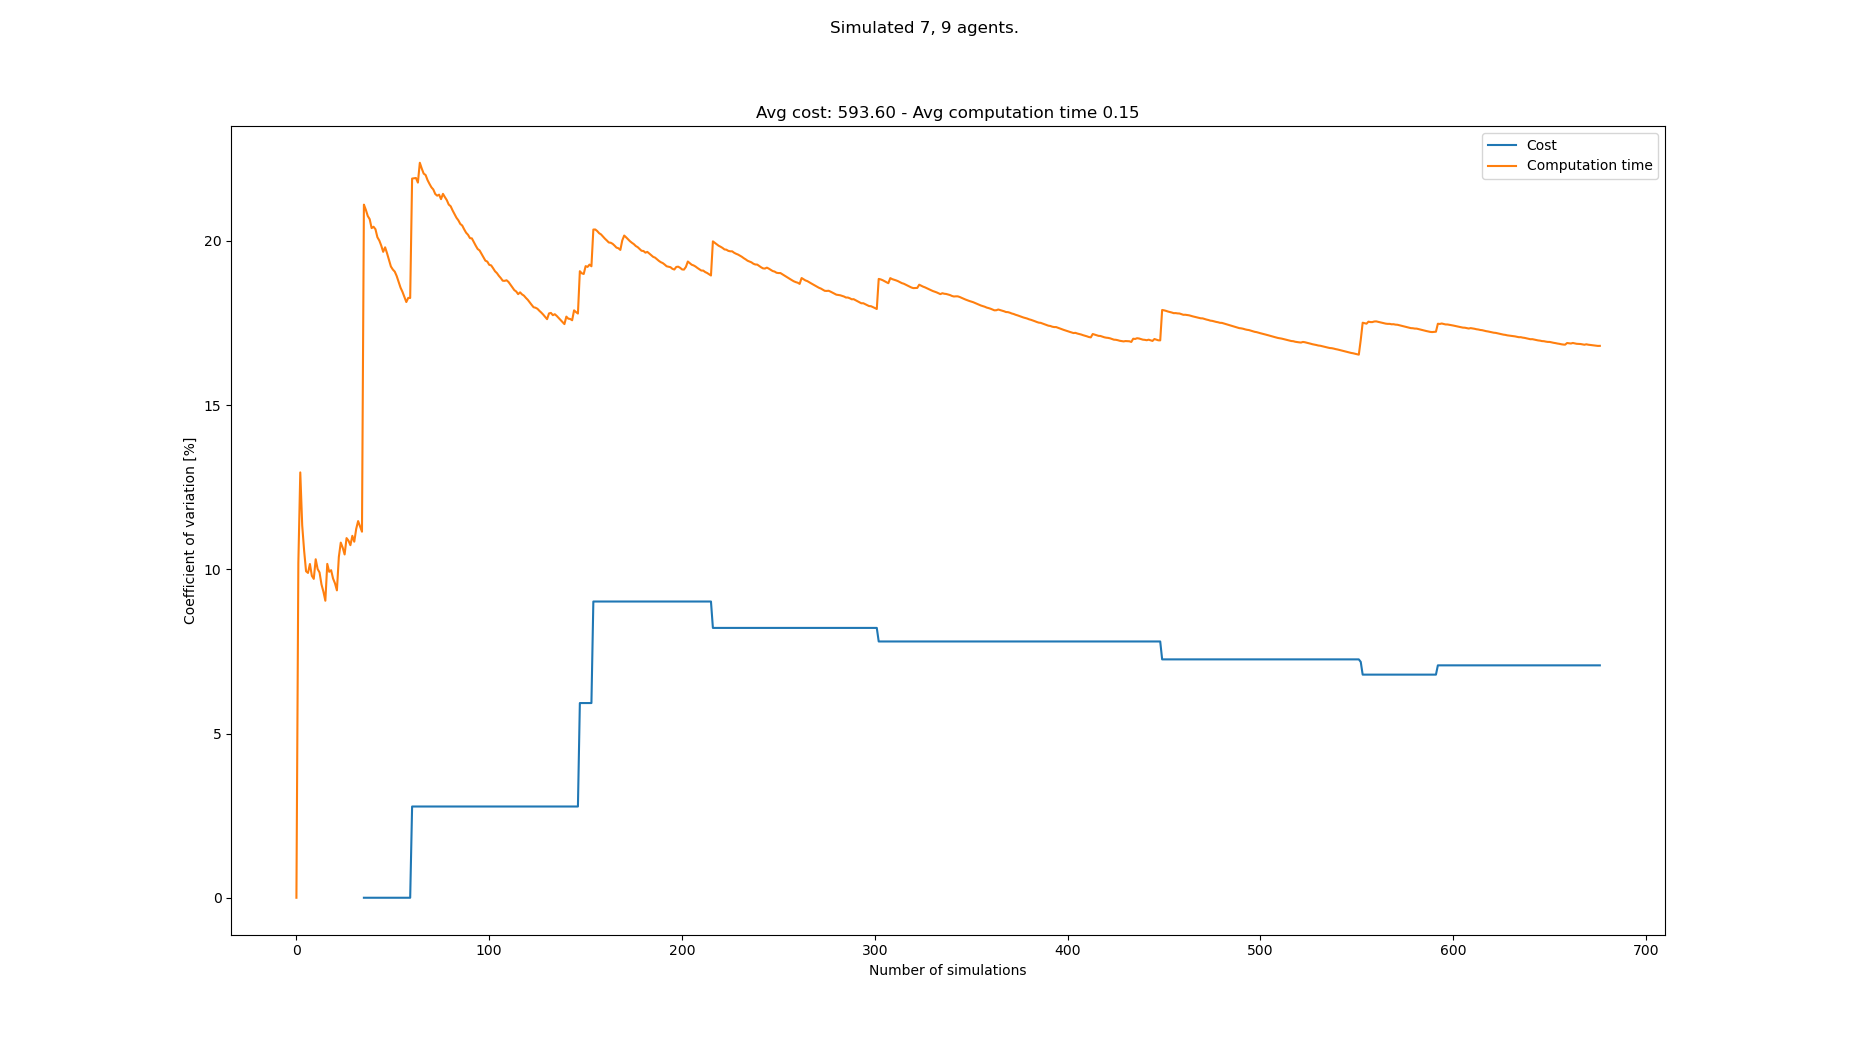 Simulated 7, 9 agents.
Avg cost: 593.60 - Avg computation time 0.15
Cost
Computation time
Coefficient of variation [%]
20
15
10
5
0
0 100 200 300 400 500 600 700
Number of simulations